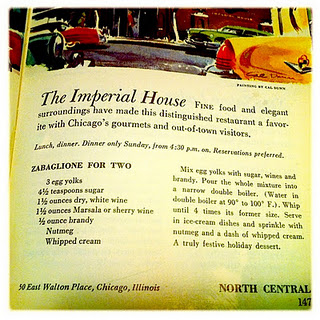 Cal Dunn
PAINTING BY CAL DUNN
The Imperial House FINE food and elegant
surroundings have made this distinguished restaurant a favor-
ite with Chicago's gourmets and out-of-town visitors.
Lunch, dinner. Dinner only Sunday, from 4:30 p.m. on. Reservations preferred.
ZABAGLIONE FOR TWO
3 egg yolks
4½ teaspoons sugar
1½ ounces dry, white wine
1½ ounces Marsala or sherry wine
½ ounce brandy
Nutmeg
Whipped cream
Mix egg yolks with sugar, wines and
brandy. Pour the whole mixture into
a narrow double boiler. (Water in
double boiler at 90° to 100° F.). Whip
until 4 times its former size. Serve
in ice-cream dishes and sprinkle with
nutmeg and a dash of whipped cream.
A truly festive holiday dessert.
50 East Walton Place, Chicago, Illinois
NORTH CENTRAL
147